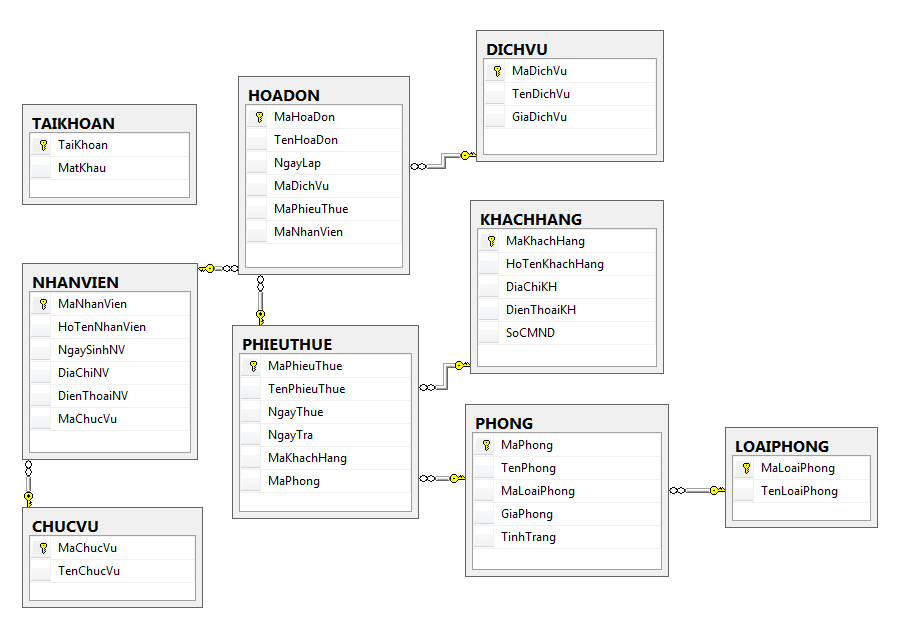 TAIKHOAN
TaiKhoan
MatKhau
HOADON
MaHoaDon
TenHoaDon
NgayLap
MaDichVu
MaPhieuThue
MaNhanVien
DICHVU
MaDichVu
TenDichVu
GiaDichVu
KHACHHANG
MaKhachHang
HoTenKhachHang
DiaChiKH
DienThoaiKH
SoCMND
NHANVIEN
MaNhanVien
HoTenNhanVien
NgaySinhNV
DiaChiNV
DienThoaiNV
MaChucVu
PHIEUTHUE
MaPhieuThue
TenPhieuThue
NgayThue
NgayTra
MaKhachHang
MaPhong
PHONG
MaPhong
TenPhong
MaLoaiPhong
GiaPhong
TinhTrang
LOAIPHONG
MaLoaiPhong
TenLoaiPhong
CHUCVU
MaChucVu
TenChucVu